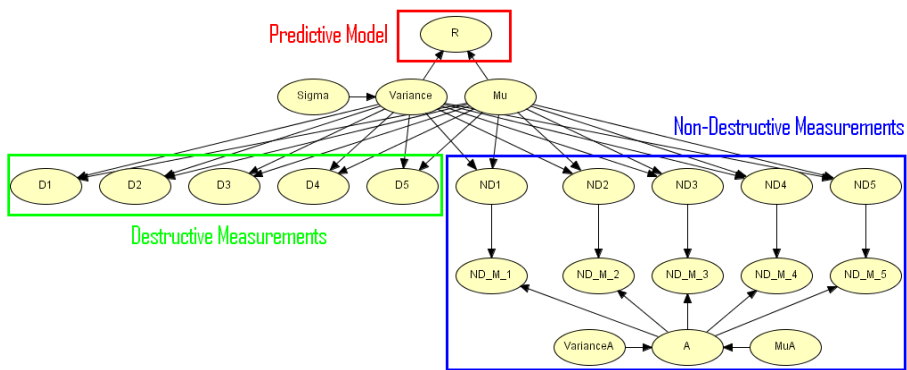 Predictive Model
R
Sigma
Variance
Mu
Non-Destructive Measurements
D1
D2
D3
D4
D5
ND1
ND2
ND3
ND4
ND5
Destructive Measurements
ND_M_1
ND_M_2
ND_M_3
ND_M_4
ND_M_5
VarianceA
A
MuA